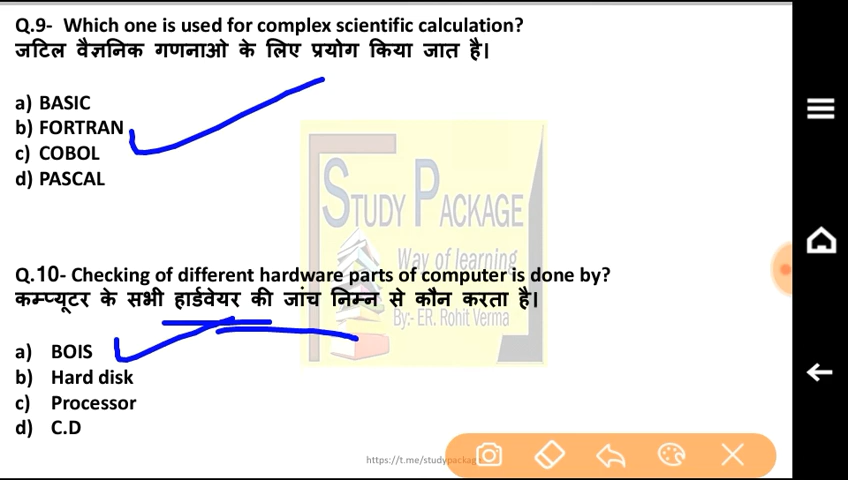 Q.9- Which one is used for complex scientific calculation?
जटिल वैज्ञनिक गणनाओ के लिए प्रयोग किया जात है।
a) BASIC
b) FORTRAN
c) COBOL
d) PASCAL
STUDY PACKAGE
Way of learning
Q.10- Checking of different hardware parts of computer is done by?
कम्प्यूटर के सभी हार्डवेयर की जांच निम्न से कौन करता है।
By:- ER. Rohit Verma
a) BOIS
b) Hard disk
c) Processor
d) C.D
https://t.me/studypackage